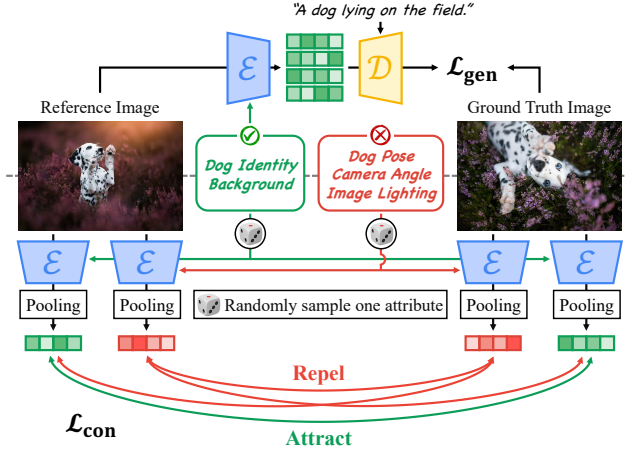 “A dog lying on the field.”
ℰ
𝒟
ℒgen
Reference Image
Ground Truth Image
Dog Identity
Background
Dog Pose
Camera Angle
Image Lighting
ℰ
ℰ
ℰ
ℰ
Pooling
Pooling
Randomly sample one attribute
Pooling
Pooling
Repel
ℒcon
Attract